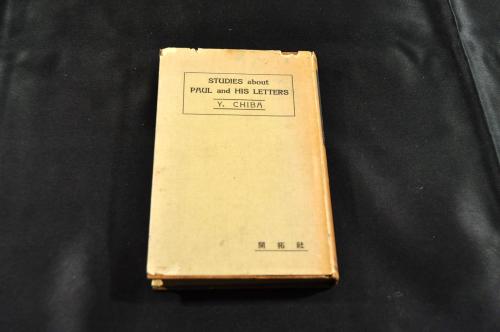 STUDIES about
PAUL and HIS LETTERS
Y. CHIBA
開拓社